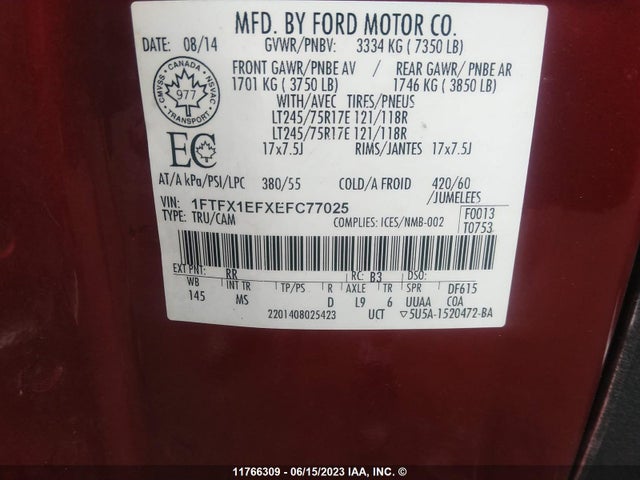 MFD. BY FORD MOTOR CO.
DATE: 08/14 GVWR/PNBV: 3334 KG ( 7350 LB)
FRONT GAWR/PNBE AV / REAR GAWR/ PNBE AR
1701 KG ( 3750 LB) 1746 KG ( 3850 LB)
CANADA
CMVSS NSVAC
977
TRANSPORT
WITH/AVEC TIRES/PNEUS
LT245/75R17E 121/118R
LT245/75R17E 121/118R
EC
17x7.5J RIMS/JANTES 17x7.5J
AT/A kPa/PSI/LPC 380/55 COLD/A FROID 420/60
/JUMELEES
VIN: 1FTFX1EFXEFC77025
TYPE: TRU/CAM COMPLIES: ICES/NMB-002
F0013
T0753
EXT PNT: RR RC: B3 DSO:
WB INT TR TP/PS R AXLE TR SPR DF615
145 MS D L9 6 UUAA COA
2201408025423 UCT ▽5U5A-1520472-BA
11766309 - 06/15/2023 IAA, Inc. ©